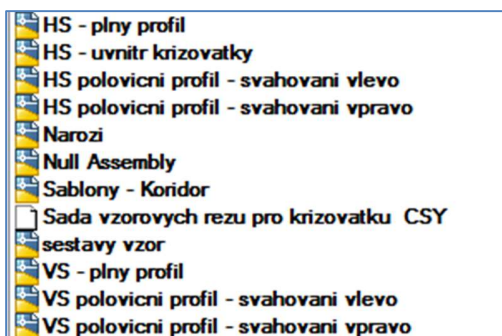 HS - plny profil
HS - uvnitr krizovatky
HS polovicni profil - svahovani vlevo
HS polovicni profil - svahovani vpravo
Narozi
Null Assembly
Sablony - Koridor
Sada vzorovych rezu pro krizovatku  CSY
sestavy vzor
VS - plny profil
VS polovicni profil - svahovani vlevo
VS polovicni profil - svahovani vpravo